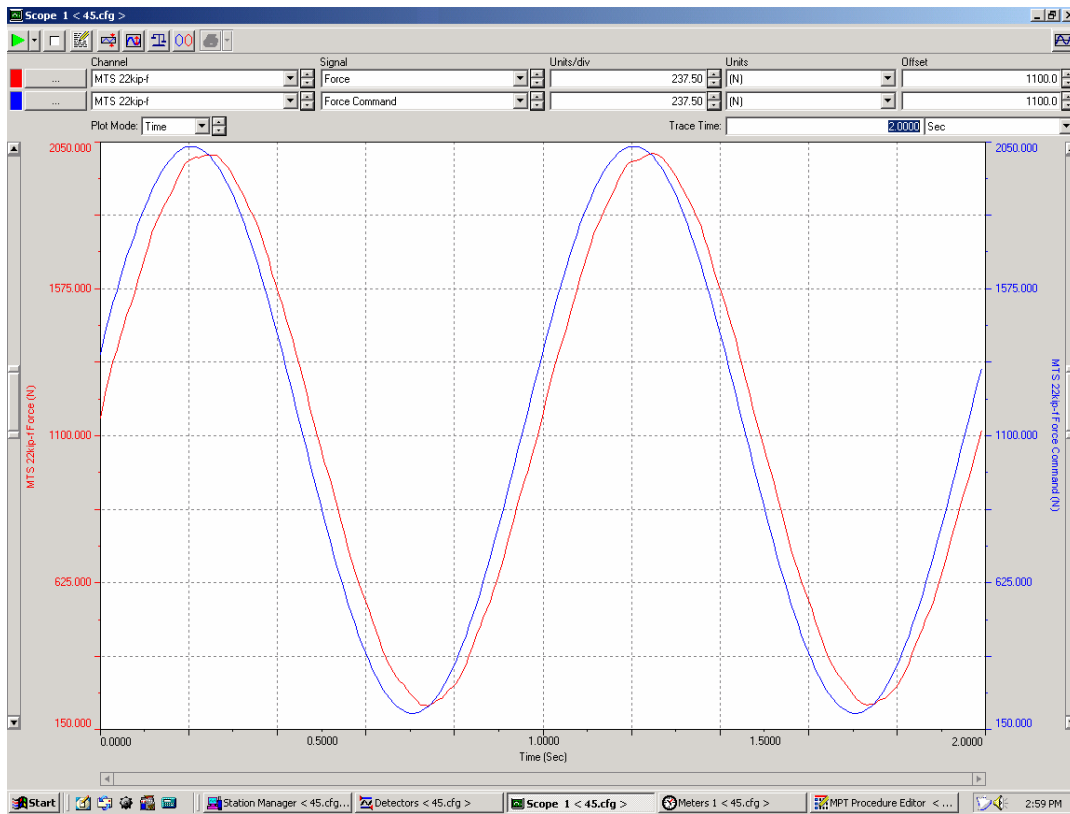 Scope 1 < 45.cfg >
Channel Signal Units/div Units Offset
... MTS 22kip-f Force 237.50 (N) 1100.0
... MTS 22kip-f Force Command 237.50 (N) 1100.0
Plot Mode: Time Trace Time: 2.0000 Sec
2050.000 2050.000
1575.000 1575.000
MTS 22kip-f Force (N)
MTS 22kip-f Force Command (N)
1100.000 1100.000
625.000 625.000
150.000 150.000
0.0000 0.5000 1.0000 1.5000 2.0000
Time (Sec)
Start Station Manager < 45.cfg... Detectors < 45.cfg > Scope 1 < 45.cfg > Meters 1 < 45.cfg > MPT Procedure Editor < ... 2:59 PM